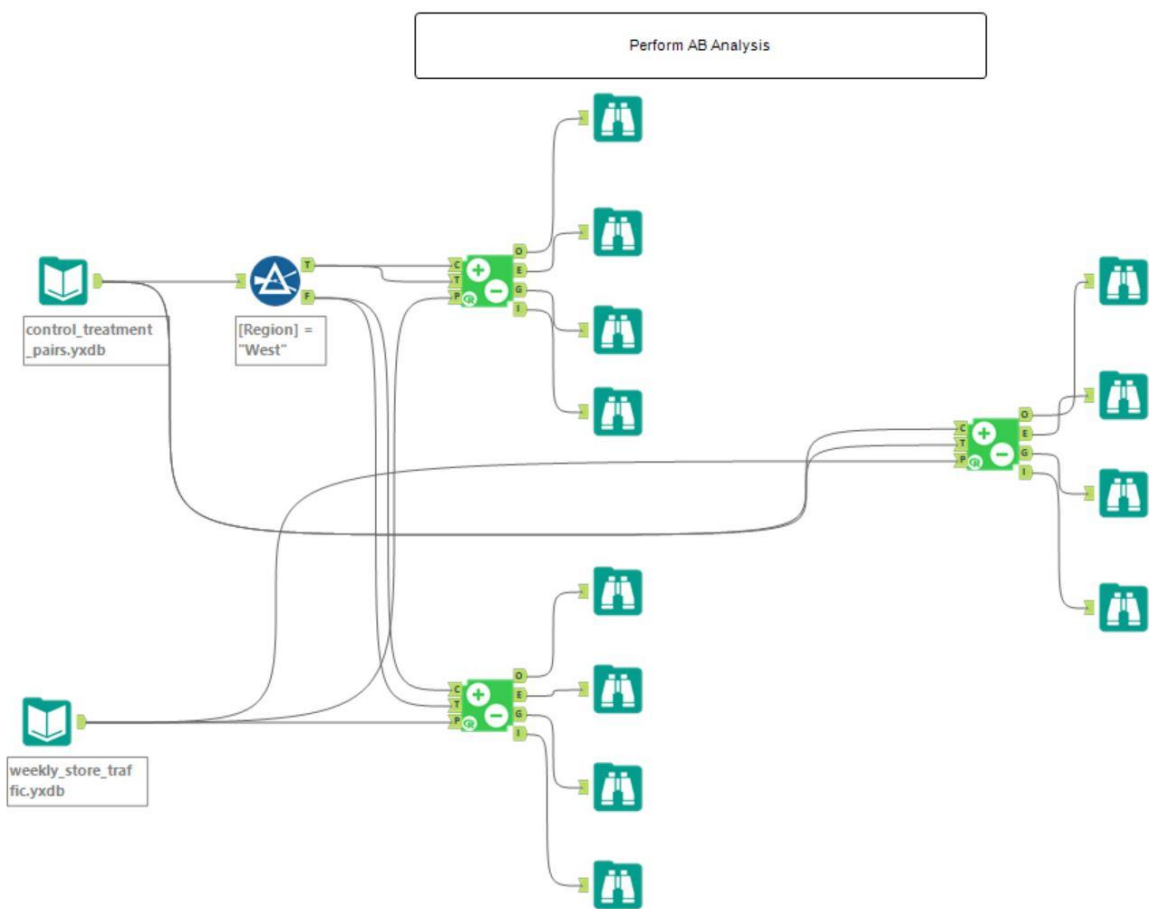 Perform AB Analysis
O
E
G
I
C
T
P
R
T
F
control_treatment
_pairs.yxdb
[Region] =
"West"
O
E
G
I
C
T
P
R
O
E
G
I
C
T
P
R
weekly_store_traf
fic.yxdb